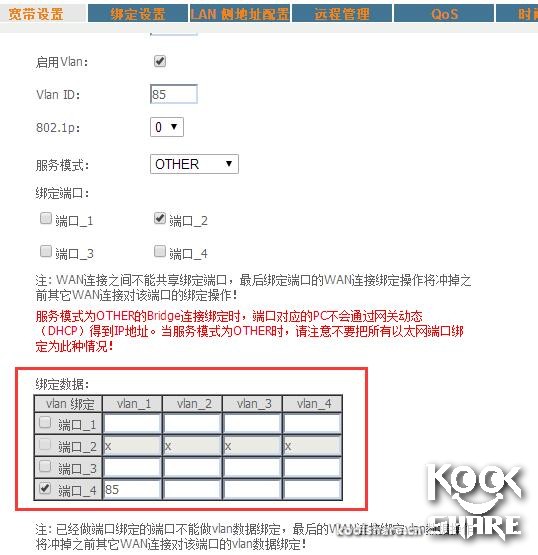 宽带设置 绑定设置 LAN 侧地址配置 远程管理 QoS 时
启用Vlan：
Vlan ID： 85
802.1p： 0
服务模式： OTHER
绑定端口：
端口_1 端口_2
端口_3 端口_4
注: WAN连接之间不能共享绑定端口，最后绑定端口的WAN连接绑定操作将冲掉之
前其它WAN连接对该端口的绑定操作！
服务模式为OTHER的Bridge连接绑定时，端口对应的PC不会通过网关动态
（DHCP）得到IP地址。当服务模式为OTHER时，请注意不要把所有以太网端口绑
定为此种情况！
绑定数据：
vlan 绑定 vlan_1 vlan_2 vlan_3 vlan_4
端口_1
端口_2 x x x x
端口_3
端口_4 85
注: 已经做端口绑定的端口不能做vlan数据绑定，最后的WAN连接绑定
将冲掉之前其它WAN连接对该端口的vlan数据绑定！
KOOK
SHARE